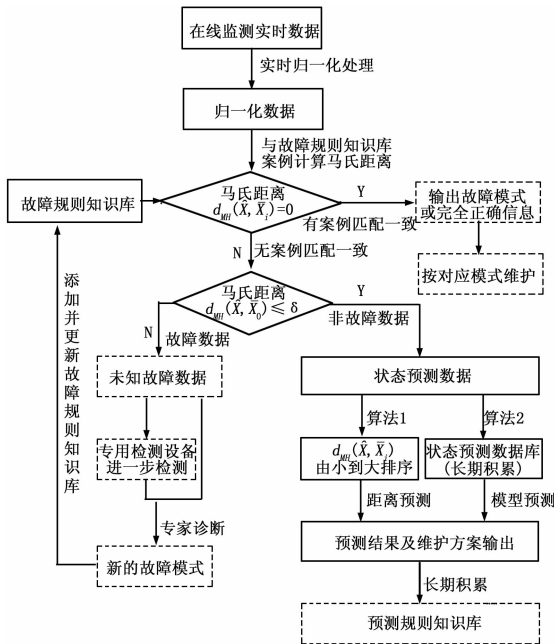 在线监测实时数据
实时归一化处理
归一化数据
与故障规则知识库
案例计算马氏距离
故障规则知识库
马氏距离
d_MH(X̂, X̄_i)=0
Y
有案例匹配一致
输出故障模式
或完全正确信息
按对应模式维护
N
无案例匹配一致
马氏距离
d_MH(X̂, X̄_0)≤δ
Y
非故障数据
N
故障数据
添加并更新故障规则知识库
未知故障数据
专用检测设备
进一步检测
专家诊断
新的故障模式
状态预测数据
算法1
算法2
d_MH(X̂, X̄_i)
由小到大排序
状态预测数据库
(长期积累)
距离预测
模型预测
预测结果及维护方案输出
长期积累
预测规则知识库